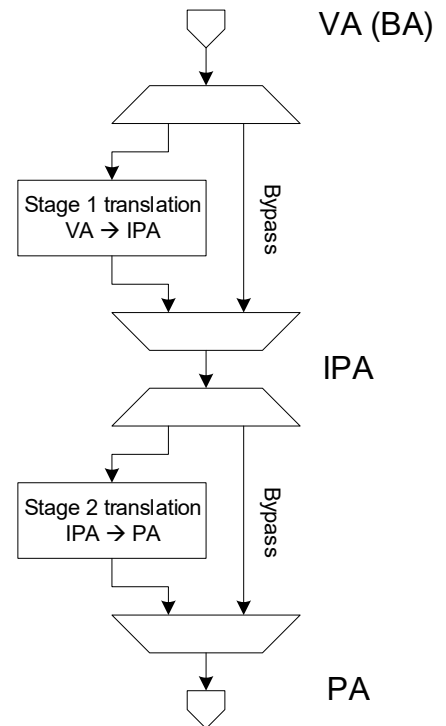 VA (BA)
Stage 1 translation
VA → IPA
Bypass
IPA
Stage 2 translation
IPA → PA
Bypass
PA